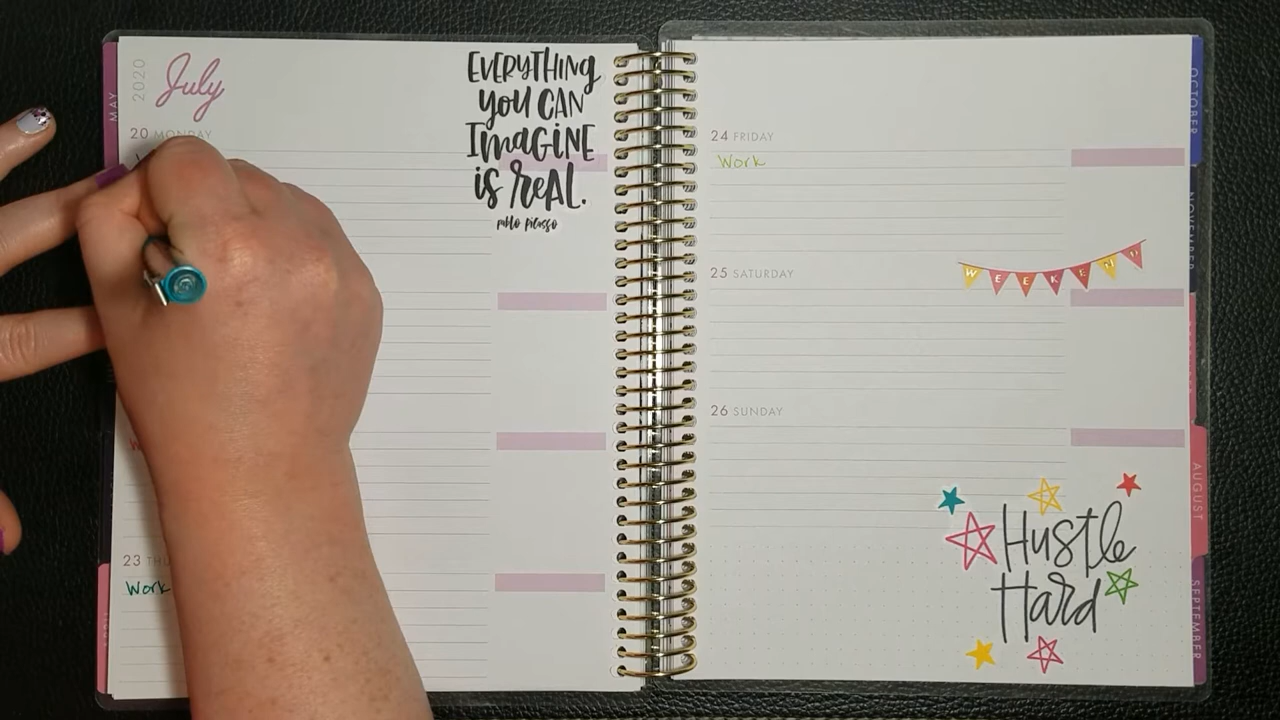 2020 July
EVERYTHING
you CAN
ImaGiNE
is ReAL.
pablo picasso
20 MONDAY
23 THU
Work
24 FRIDAY
Work
25 SATURDAY
WEEKEND
26 SUNDAY
Hustle
Hard
MAY
OCTOBER
NOVEMBER
AUGUST
SEPTEMBER